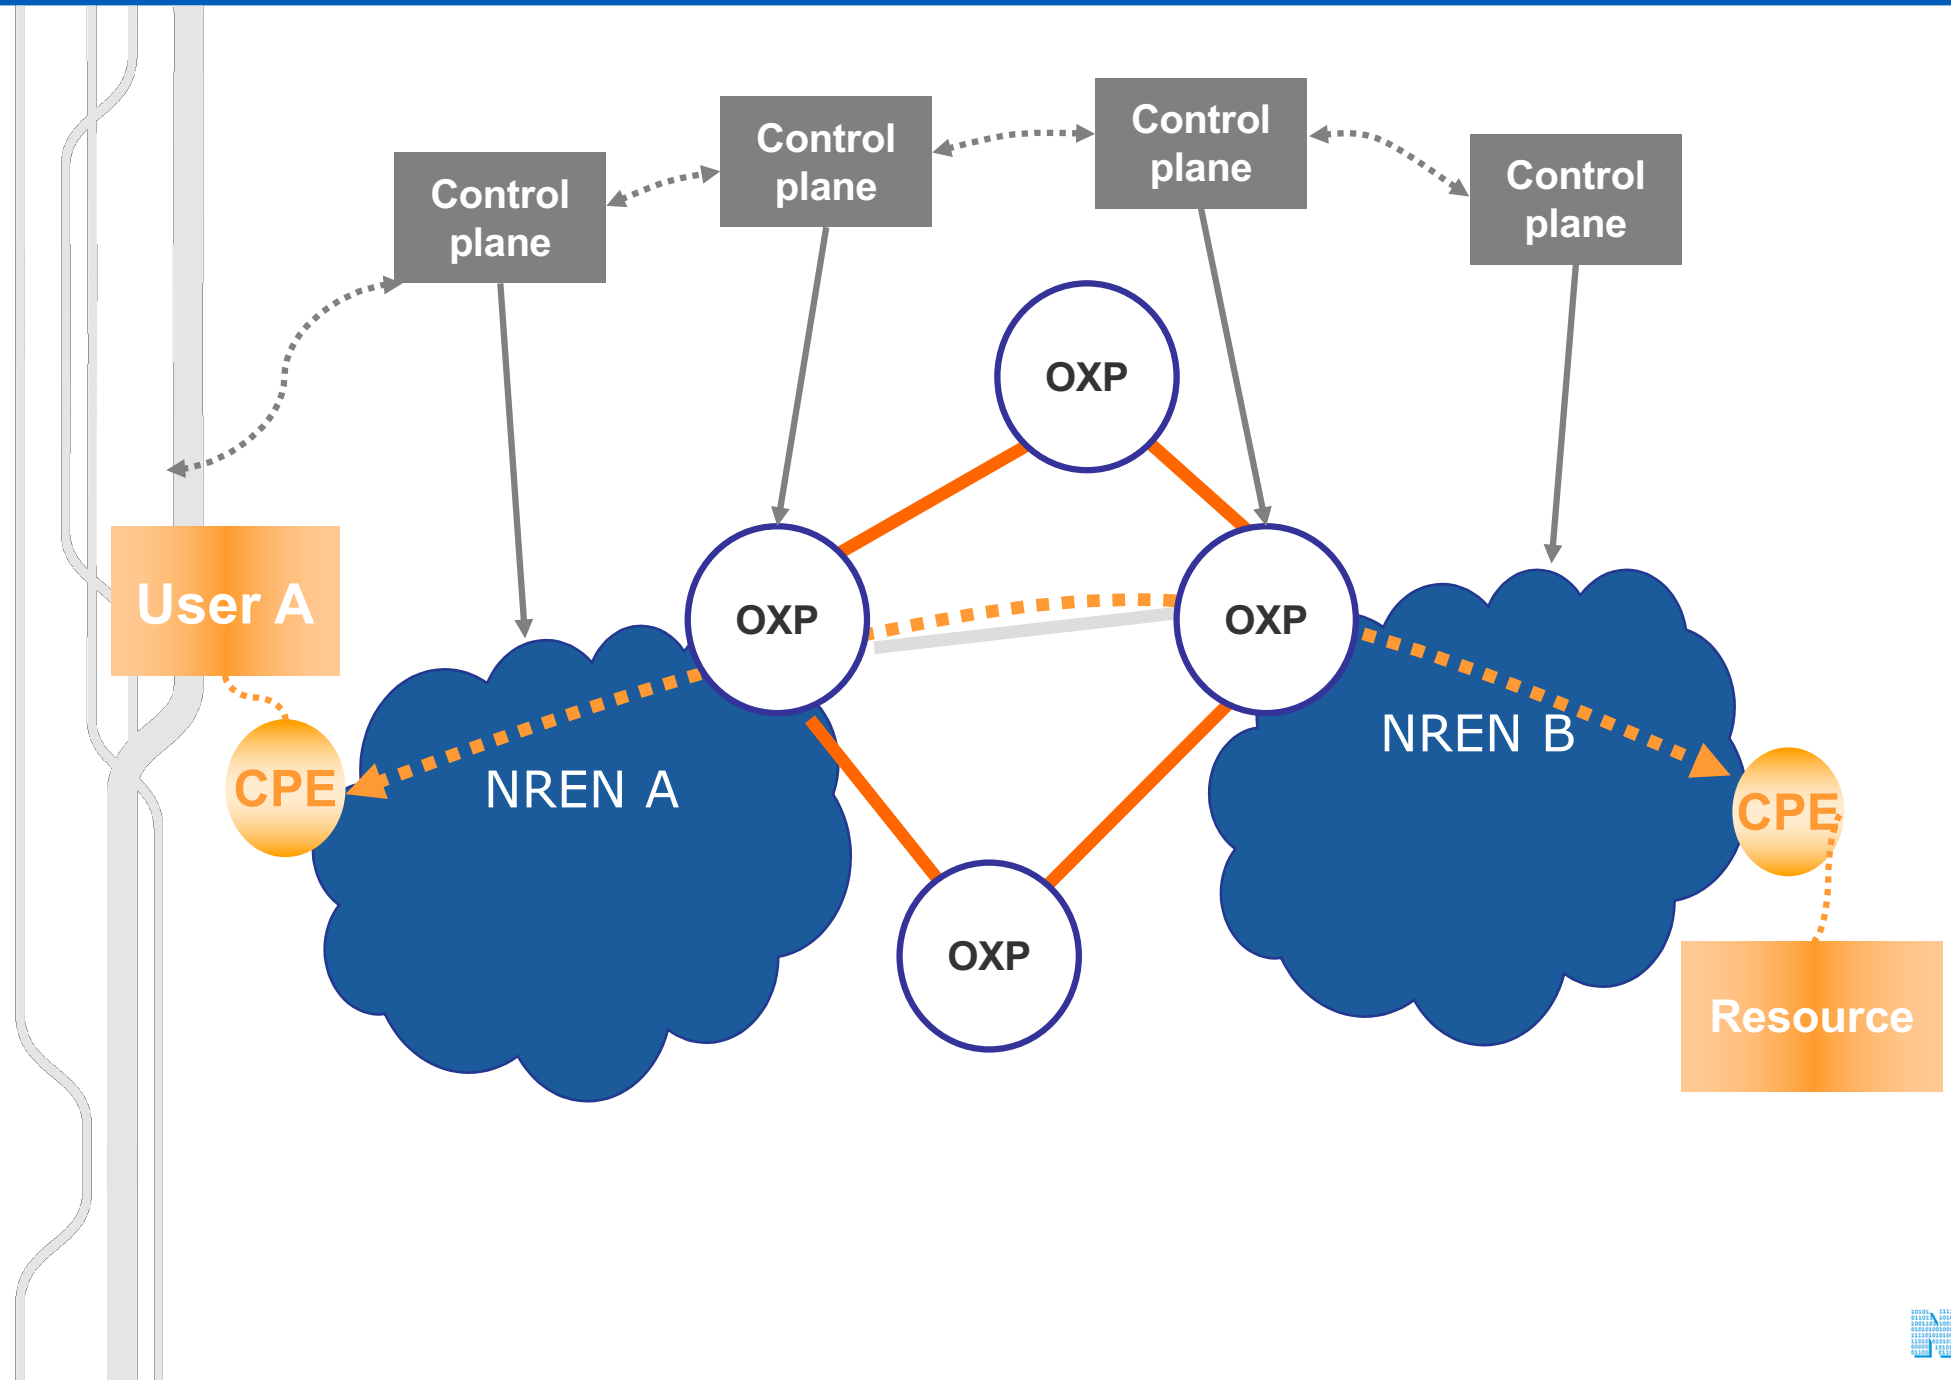 Control
plane
Control
plane
Control
plane
Control
plane
OXP
User A
OXP
OXP
NREN B
NREN A
CPE
CPE
OXP
Resource